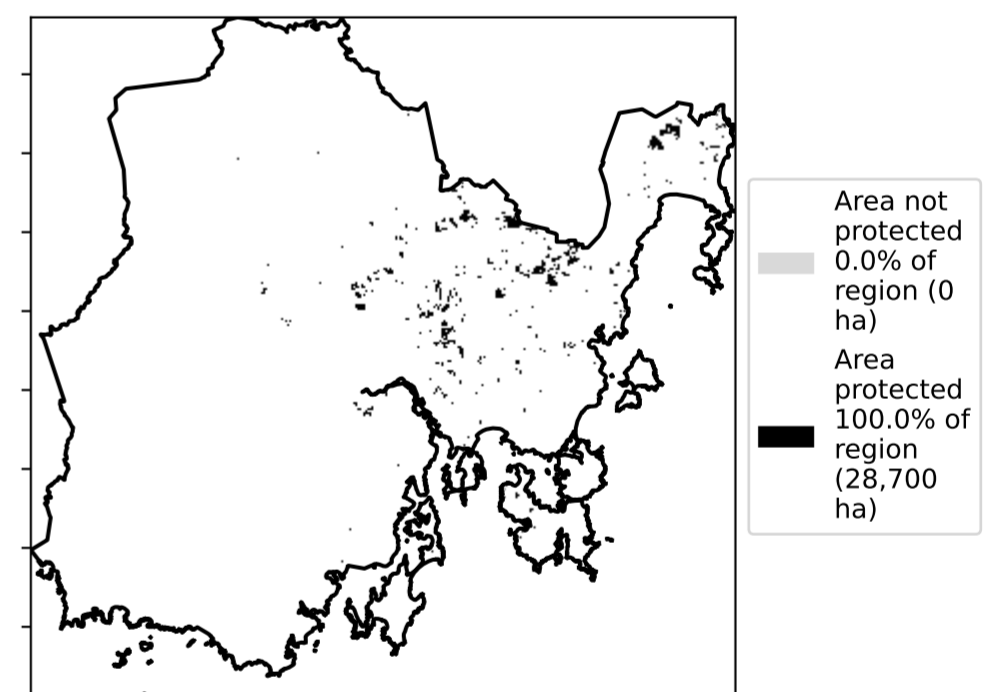 Area not
protected
0.0% of
region (0
ha)
Area
protected
100.0% of
region
(28,700
ha)